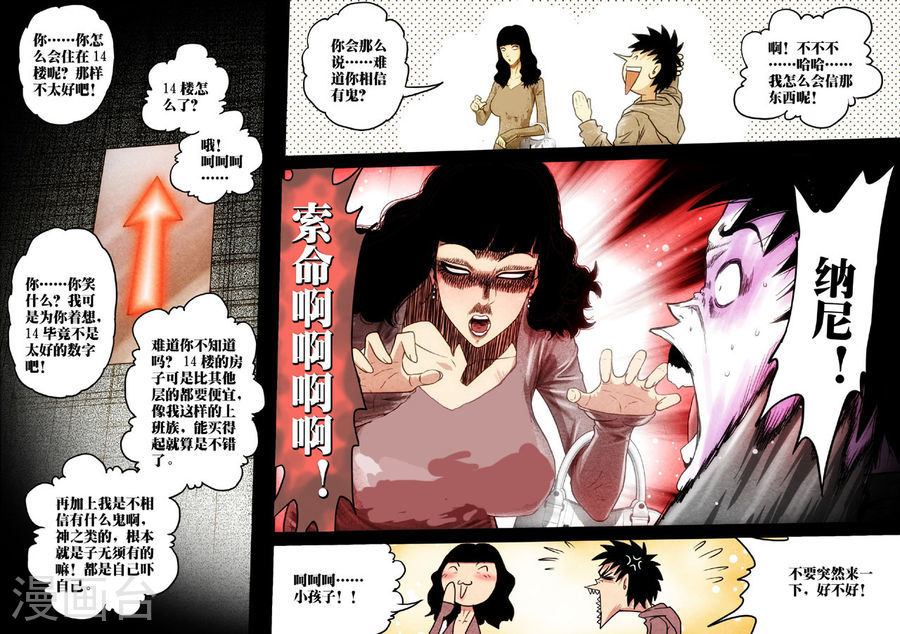 你……你怎
么会住在 14
楼呢？那样
不太好吧！
14 楼怎
么了？
哦！
呵呵呵
……
你……你笑
什么？我可
是为你着想，
14 毕竟不是
太好的数字
吧！
难道你不知道
吗？ 14 楼的房
子可是比其他
层的都要便宜，
像我这样的上
班族，能买得
起就算是不错
了。
再加上我是不相
信有什么鬼啊，
神之类的，根本
就是子无须有的
嘛！都是自己吓
自己。
你会那么
说……难
道你相信
有鬼？
啊！不不不
……哈哈……
我怎么会信那
东西呢！
索命啊啊啊啊！
纳尼！
呵呵呵……
小孩子！！
不要突然来一
下，好不好！
漫画台